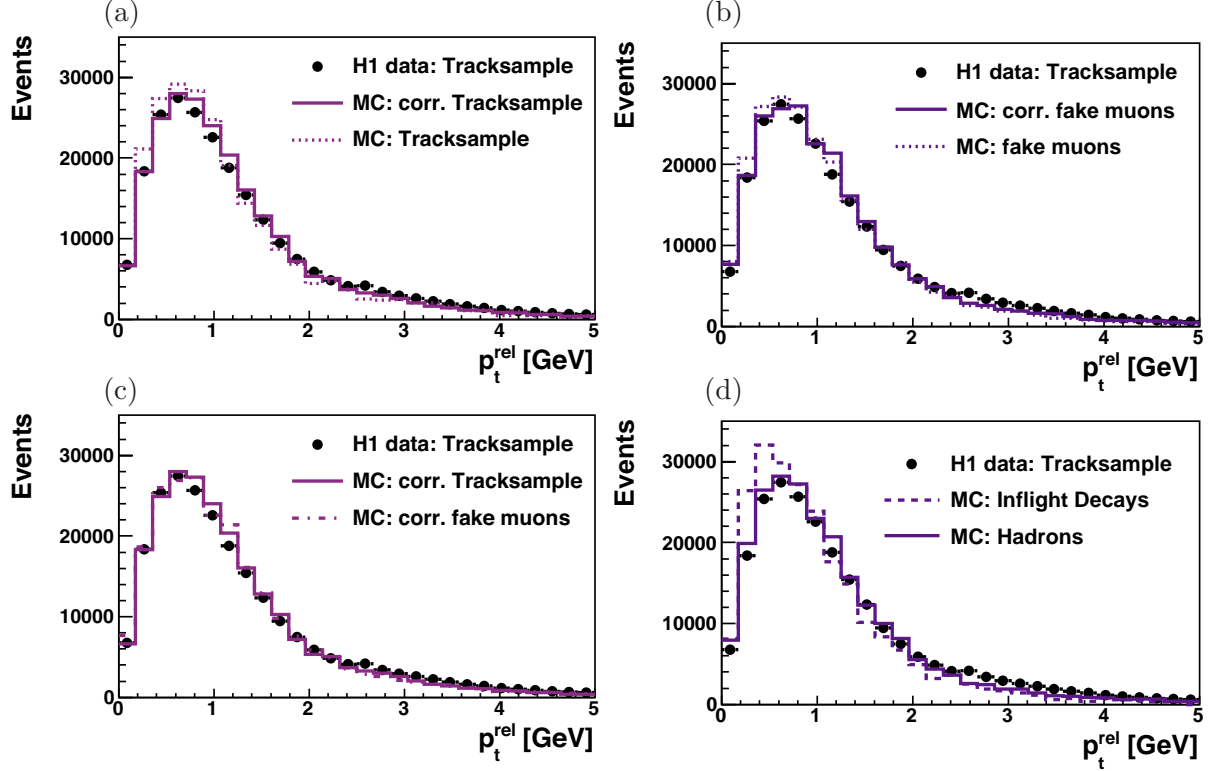 (a)
Events
30000
20000
10000
0
H1 data: Tracksample
MC: corr. Tracksample
MC: Tracksample
0 1 2 3 4 5
p_t^rel [GeV]
(b)
Events
30000
20000
10000
0
H1 data: Tracksample
MC: corr. fake muons
MC: fake muons
0 1 2 3 4 5
p_t^rel [GeV]
(c)
Events
30000
20000
10000
0
H1 data: Tracksample
MC: corr. Tracksample
MC: corr. fake muons
0 1 2 3 4 5
p_t^rel [GeV]
(d)
Events
30000
20000
10000
0
H1 data: Tracksample
MC: Inflight Decays
MC: Hadrons
0 1 2 3 4 5
p_t^rel [GeV]